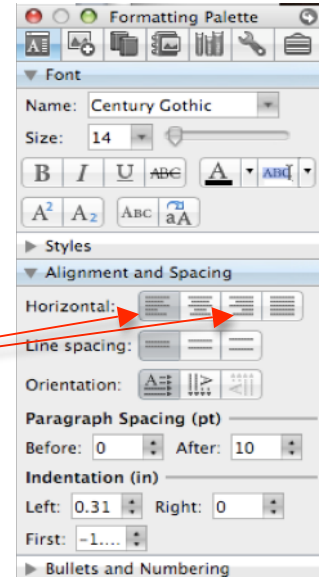 Formatting Palette
Font
Name: Century Gothic
Size: 14
B I U ABC A ABC
A² A₂ ABC aA
Styles
Alignment and Spacing
Horizontal:
Line spacing:
Orientation: A
Paragraph Spacing (pt)
Before: 0 After: 10
Indentation (in)
Left: 0.31 Right: 0
First: -1....
Bullets and Numbering